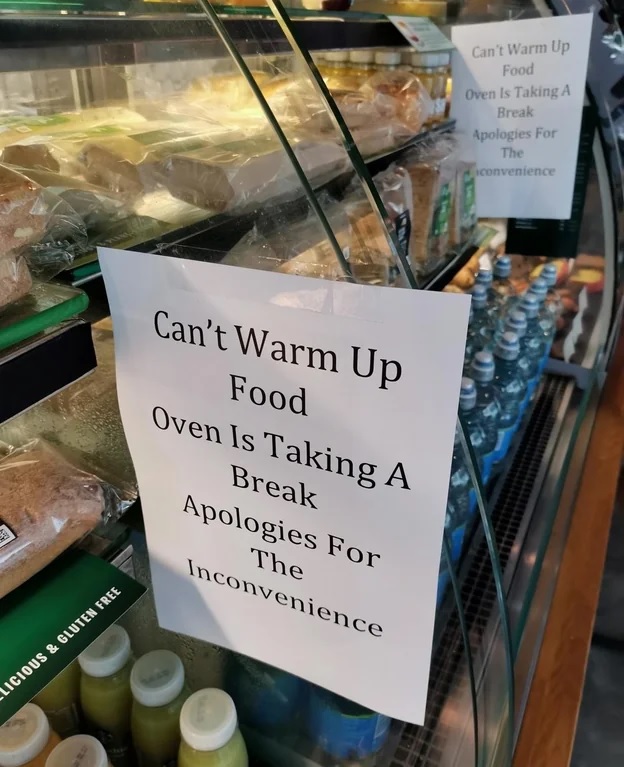 Can't Warm Up
Food
Oven Is Taking A
Break
Apologies For
The
Inconvenience
Can't Warm Up
Food
Oven Is Taking A
Break
Apologies For
The
Inconvenience
& GLUTEN FREE